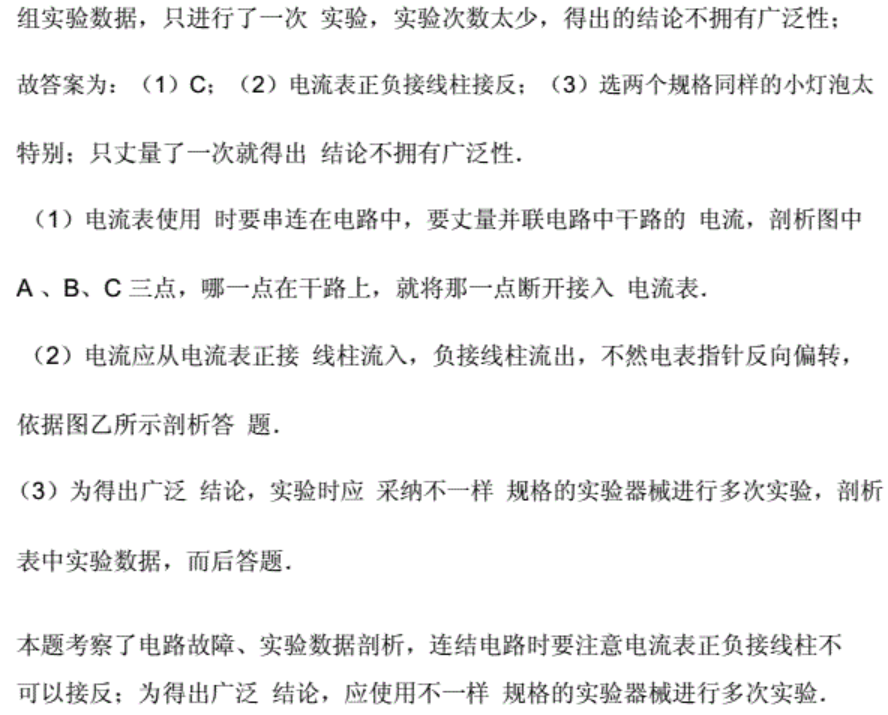 组实验数据，只进行了一次 实验，实验次数太少，得出的结论不拥有广泛性；
故答案为：（1）C；（2）电流表正负接线柱接反；（3）选两个规格同样的小灯泡太
特别；只丈量了一次就得出 结论不拥有广泛性．
（1）电流表使用 时要串连在电路中，要丈量并联电路中干路的 电流，剖析图中
A 、B、C 三点，哪一点在干路上，就将那一点断开接入 电流表．
（2）电流应从电流表正接 线柱流入，负接线柱流出，不然电表指针反向偏转，
依据图乙所示剖析答 题．
（3）为得出广泛 结论，实验时应 采纳不一样 规格的实验器械进行多次实验，剖析
表中实验数据，而后答题．
本题考察了电路故障、实验数据剖析，连结电路时要注意电流表正负接线柱不
可以接反；为得出广泛 结论，应使用不一样 规格的实验器械进行多次实验．